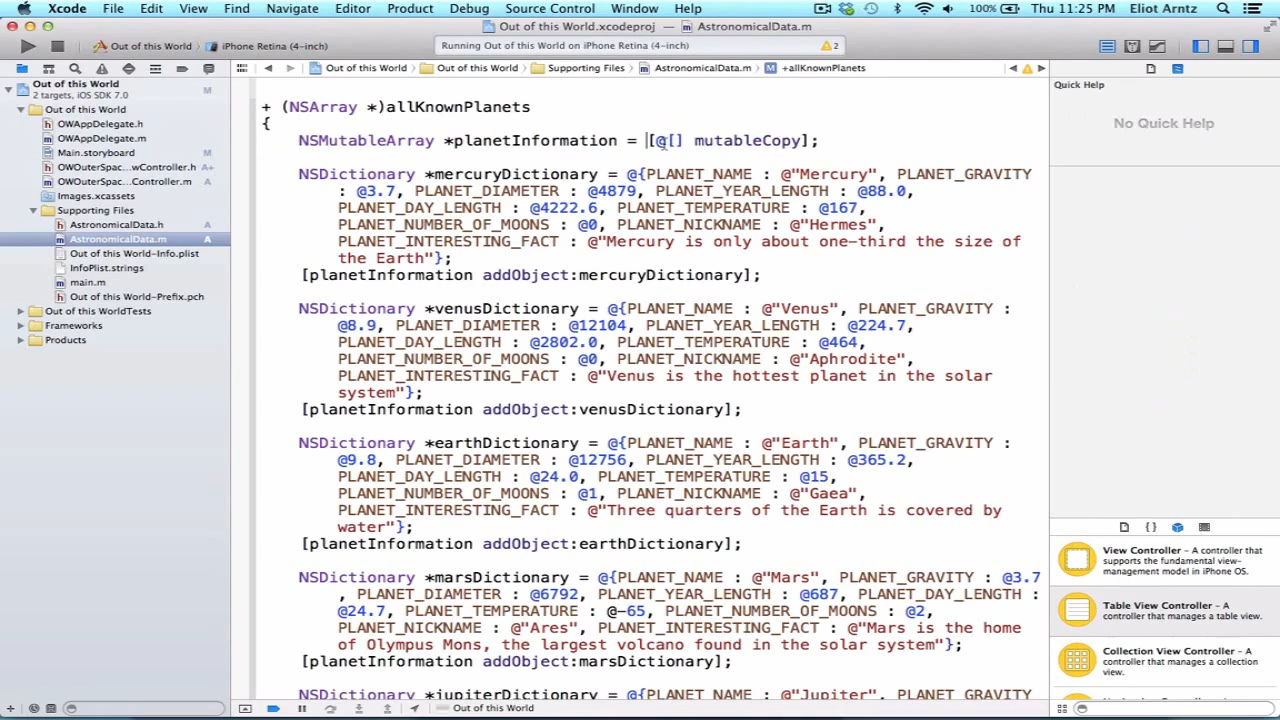 Xcode File Edit View Find Navigate Editor Product Debug Source Control Window Help 100% Thu 11:25 PM Eliot Arntz
Out of this World.xcodeproj — AstronomicalData.m
Out of this World iPhone Retina (4-inch) Running Out of this World on iPhone Retina (4-inch) 2
Out of this World Out of this World Supporting Files AstronomicalData.m M +allKnownPlanets
Out of this World M
2 targets, iOS SDK 7.0
Out of this World
OWAppDelegate.h
OWAppDelegate.m
Main.storyboard M
OWOuterSpac...wController.h A+
OWOuterSpac...Controller.m A
Images.xcassets
Supporting Files
AstronomicalData.h A
AstronomicalData.m A
Out of this World-Info.plist
InfoPlist.strings
main.m
Out of this World-Prefix.pch
Out of this WorldTests
Frameworks
Products
+ (NSArray *)allKnownPlanets
{
NSMutableArray *planetInformation = [@[] mutableCopy];
NSDictionary *mercuryDictionary = @{PLANET_NAME : @"Mercury", PLANET_GRAVITY
: @3.7, PLANET_DIAMETER : @4879, PLANET_YEAR_LENGTH : @88.0,
PLANET_DAY_LENGTH : @4222.6, PLANET_TEMPERATURE : @167,
PLANET_NUMBER_OF_MOONS : @0, PLANET_NICKNAME : @"Hermes",
PLANET_INTERESTING_FACT : @"Mercury is only about one-third the size of
the Earth"};
[planetInformation addObject:mercuryDictionary];
NSDictionary *venusDictionary = @{PLANET_NAME : @"Venus", PLANET_GRAVITY :
@8.9, PLANET_DIAMETER : @12104, PLANET_YEAR_LENGTH : @224.7,
PLANET_DAY_LENGTH : @2802.0, PLANET_TEMPERATURE : @464,
PLANET_NUMBER_OF_MOONS : @0, PLANET_NICKNAME : @"Aphrodite",
PLANET_INTERESTING_FACT : @"Venus is the hottest planet in the solar
system"};
[planetInformation addObject:venusDictionary];
NSDictionary *earthDictionary = @{PLANET_NAME : @"Earth", PLANET_GRAVITY :
@9.8, PLANET_DIAMETER : @12756, PLANET_YEAR_LENGTH : @365.2,
PLANET_DAY_LENGTH : @24.0, PLANET_TEMPERATURE : @15,
PLANET_NUMBER_OF_MOONS : @1, PLANET_NICKNAME : @"Gaea",
PLANET_INTERESTING_FACT : @"Three quarters of the Earth is covered by
water"};
[planetInformation addObject:earthDictionary];
NSDictionary *marsDictionary = @{PLANET_NAME : @"Mars", PLANET_GRAVITY : @3.7
, PLANET_DIAMETER : @6792, PLANET_YEAR_LENGTH : @687, PLANET_DAY_LENGTH :
@24.7, PLANET_TEMPERATURE : @-65, PLANET_NUMBER_OF_MOONS : @2,
PLANET_NICKNAME : @"Ares", PLANET_INTERESTING_FACT : @"Mars is the home
of Olympus Mons, the largest volcano found in the solar system"};
[planetInformation addObject:marsDictionary];
NSDictionary *jupiterDictionary = @{PLANET_NAME : @"Jupiter", PLANET_GRAVITY
Out of this World
Quick Help
No Quick Help
View Controller - A controller that
supports the fundamental view-
management model in iPhone OS.
Table View Controller - A
controller that manages a table view.
Collection View Controller - A
controller that manages a collection
view.